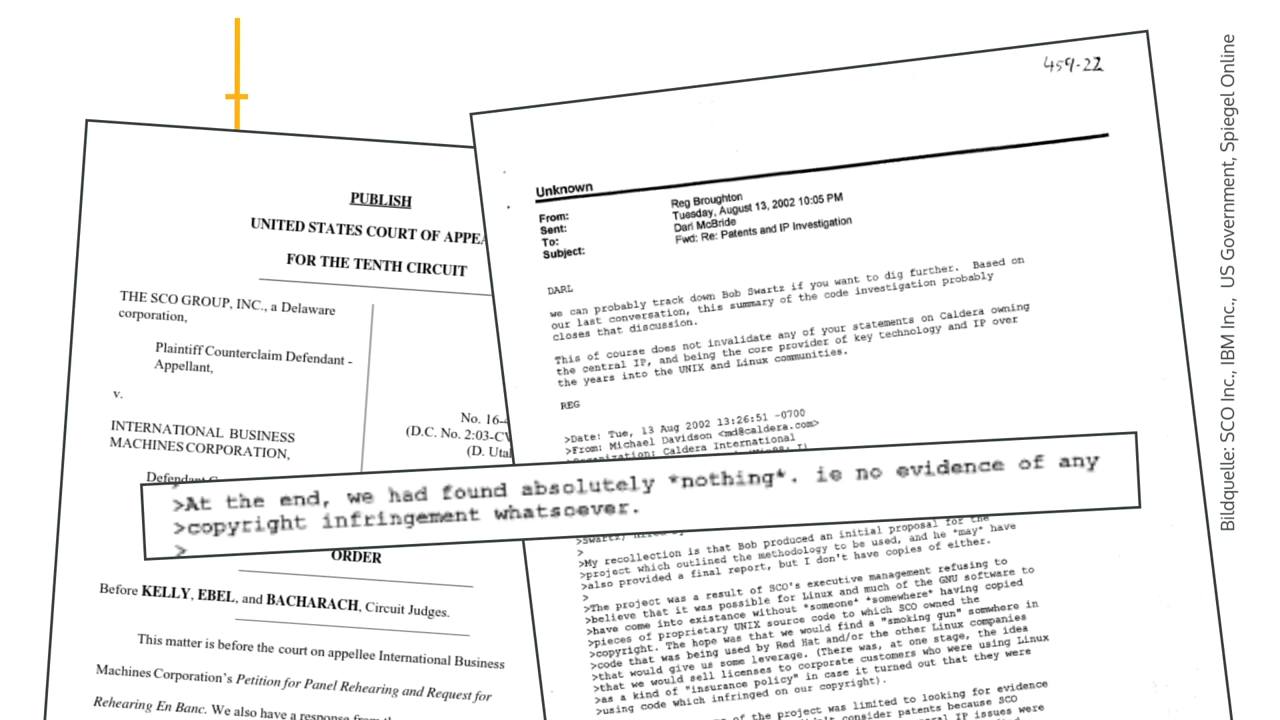 PUBLISH
UNITED STATES COURT OF
FOR THE TENTH CIRCUIT
THE SCO GROUP, INC., a Delaware
corporation,
Plaintiff Counterclaim Defendant -
Appellant,
v.
INTERNATIONAL BUSINESS
MACHINES CORPORATION,
No. 16-
(D.C. No. 2:03-CV
(D.
ORDER
Before KELLY, EBEL, and BACHARACH, Circuit Judges.
This matter is before the court on appellee International Business
Machines Corporation's Petition for Panel Rehearing and Request for
Rehearing En Banc. We also have a response from
459-22
Unknown
From: Reg Broughton
Sent: Tuesday, August 13, 2002 10:05 PM
To: Darl McBride
Subject: Fwd: Re: Patents and IP Investigation
DARL
we can probably track down Bob Swartz if you want to dig further. Based on
our last conversation, this summary of the code investigation probably
closes that discussion.
This of course does not invalidate any of your statements on Caldera owning
the central IP, and being the core provider of key technology and IP over
the years into the UNIX and Linux communities.
REG
>Date: Tue, 13 Aug 2002 13:26:51 -0700
>From: Michael Davidson <md@caldera.com>
>Organization: Caldera International
>At the end, we had found absolutely *nothing*. ie no evidence of any
>copyright infringement whatsoever.
>
>
>My recollection is that Bob produced an initial proposal for the
>project which outlined the methodology to be used, and he *may* have
>also provided a final report, but I don't have copies of either.
>
>The project was a result of SCO's executive management refusing to
>believe that it was possible for Linux and much of the GNU software to
>have come into existance without *someone* *somewhere* having copied
>pieces of proprietary UNIX source code to which SCO owned the
>copyright. The hope was that we would find a "smoking gun" somwhere in
>code that was being used by Red Hat and/or the other Linux companies
>that would give us some leverage. (There was, at one stage, the idea
>that we would sell licenses to corporate customers who were using Linux
>as a kind of "insurance policy" in case it turned out that they were
>using code which infringed on our copyright).
of the project was limited to looking for evidence
consider patents because SCO
IP issues were
Bildquelle: SCO Inc., IBM Inc., US Government, Spiegel Online